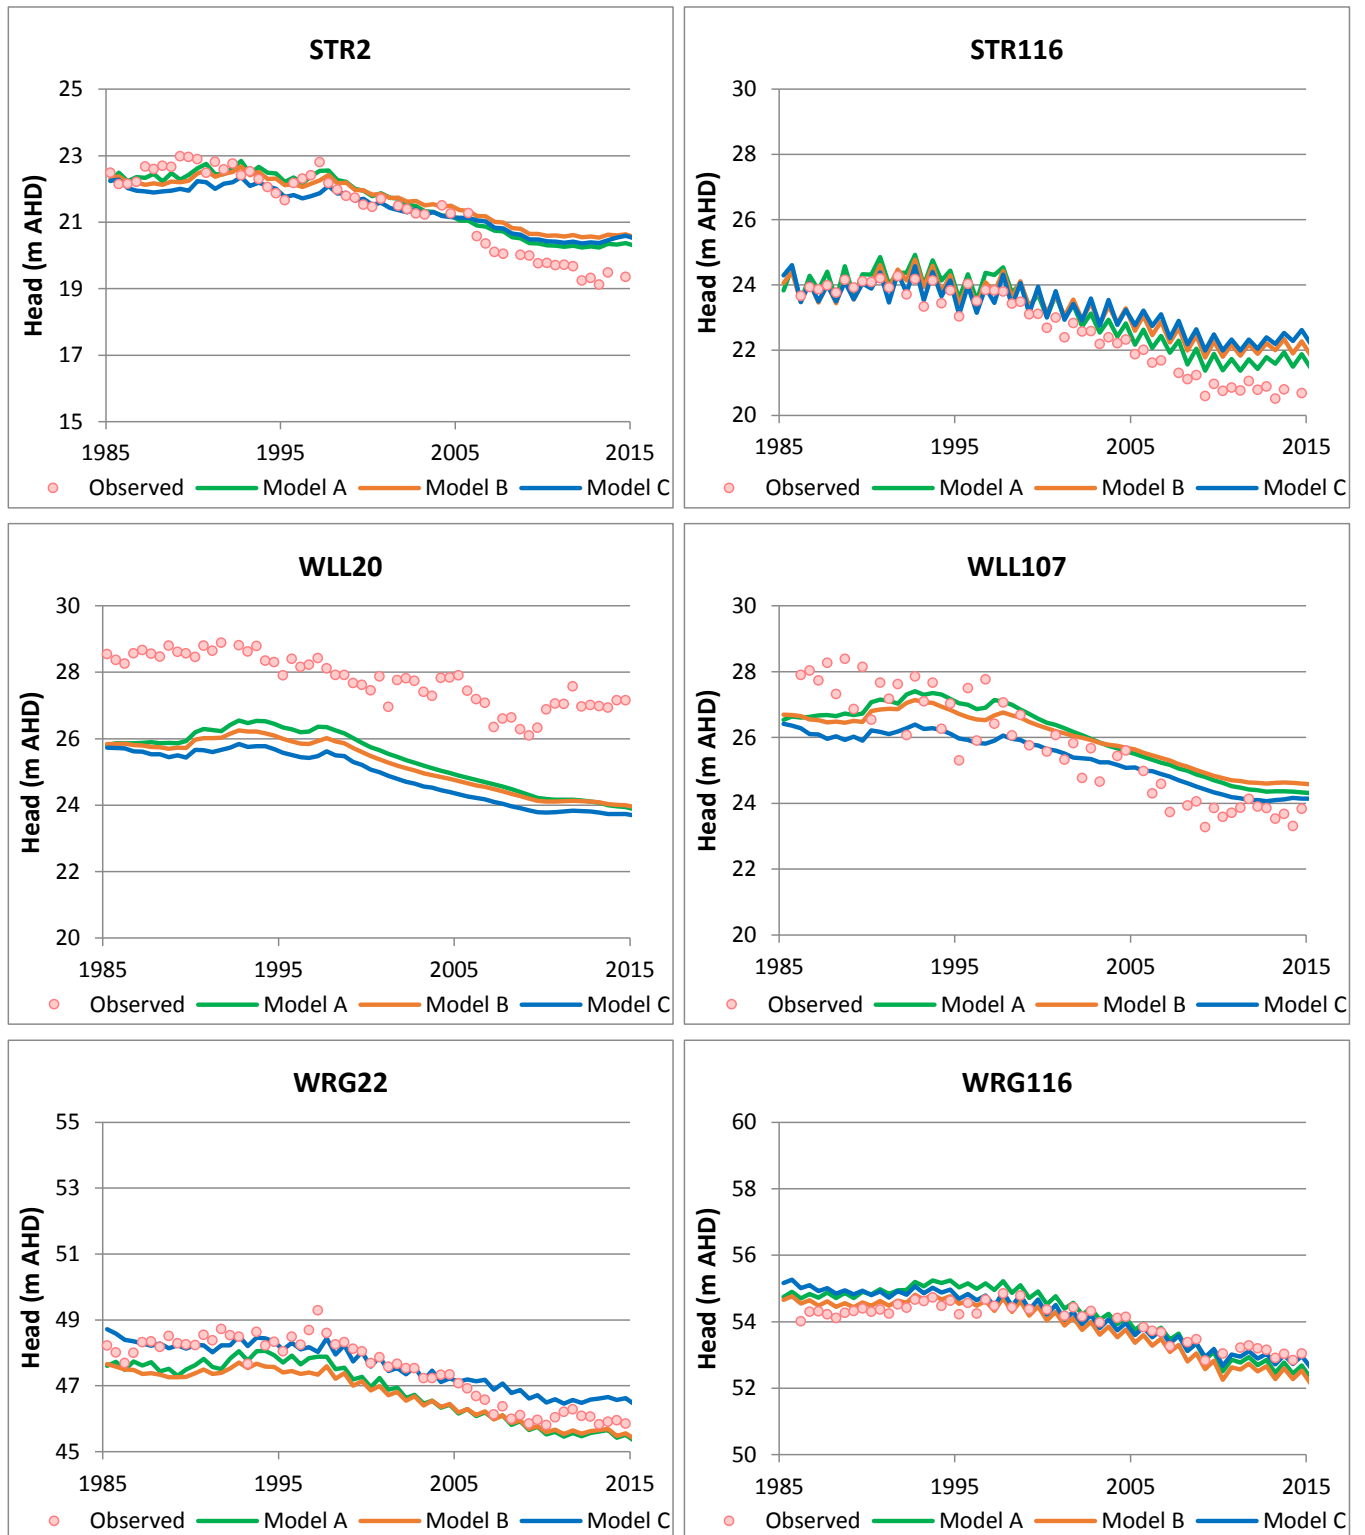 STR2
25
23
21
19
17
15
Head (m AHD)
1985 1995 2005 2015
Observed Model A Model B Model C
STR116
30
28
26
24
22
20
Head (m AHD)
1985 1995 2005 2015
Observed Model A Model B Model C
WLL20
30
28
26
24
22
20
Head (m AHD)
1985 1995 2005 2015
Observed Model A Model B Model C
WLL107
30
28
26
24
22
20
Head (m AHD)
1985 1995 2005 2015
Observed Model A Model B Model C
WRG22
55
53
51
49
47
45
Head (m AHD)
1985 1995 2005 2015
Observed Model A Model B Model C
WRG116
60
58
56
54
52
50
Head (m AHD)
1985 1995 2005 2015
Observed Model A Model B Model C